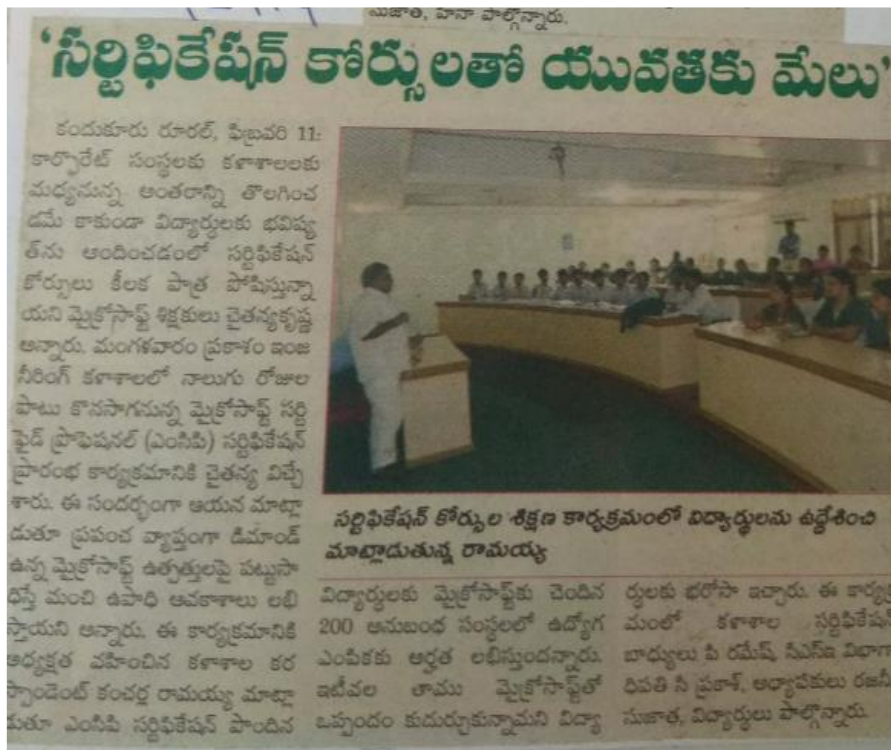 సుజాత, హేనా పాల్గొన్నారు.
'సర్టిఫికేషన్ కోర్సులతో యువతకు మేలు'
కందుకూరు రూరల్, ఫిబ్రవరి 11:
కార్పొరేట్ సంస్థలకు కళాశాలలకు
మధ్యనున్న అంతరాన్ని తొలగించ
డమే కాకుండా విద్యార్థులకు భవిష్య
త్‌ను అందించడంలో సర్టిఫికేషన్
కోర్సులు కీలక పాత్ర పోషిస్తున్నా
యని మైక్రోసాఫ్ట్ శిక్షకులు చైతన్యకృష్ణ
అన్నారు. మంగళవారం ప్రకాశం ఇంజ
నీరింగ్ కళాశాలలో నాలుగు రోజుల
పాటు కొనసాగనున్న మైక్రోసాఫ్ట్ సర్టి
ఫైడ్ ప్రొఫెషనల్ (ఎంసిపి) సర్టిఫికేషన్
ప్రారంభ కార్యక్రమానికి చైతన్య విచ్చే
శారు. ఈ సందర్భంగా ఆయన మాట్లా
డుతూ ప్రపంచ వ్యాప్తంగా డిమాండ్
ఉన్న మైక్రోసాఫ్ట్ ఉత్పత్తులపై పట్టుసా
ధిస్తే మంచి ఉపాధి అవకాశాలు లభి
స్తాయని అన్నారు. ఈ కార్యక్రమానికి
అధ్యక్షత వహించిన కళాశాల కర
స్పాండెంట్ కంచర్ల రామయ్య మాట్లా
డుతూ ఎంసిపి సర్టిఫికేషన్ పొందిన
సర్టిఫికేషన్ కోర్సుల శిక్షణ కార్యక్రమంలో విద్యార్థులను ఉద్దేశించి
మాట్లాడుతున్న రామయ్య
విద్యార్థులకు మైక్రోసాఫ్ట్‌కు చెందిన
200 అనుబంధ సంస్థలలో ఉద్యోగ
ఎంపికకు అర్హత లభిస్తుందన్నారు.
ఇటీవల తాము మైక్రోసాఫ్ట్‌తో
ఒప్పందం కుదుర్చుకున్నామని విద్యా
ర్థులకు భరోసా ఇచ్చారు. ఈ కార్యక్ర
మంలో కళాశాల సర్టిఫికేషన్
బాధ్యులు పి రమేష్, సిఎస్ఇ విభాగా
ధిపతి సి ప్రకాశ్, అధ్యాపకులు రజనీ
సుజాత, విద్యార్థులు పాల్గొన్నారు.